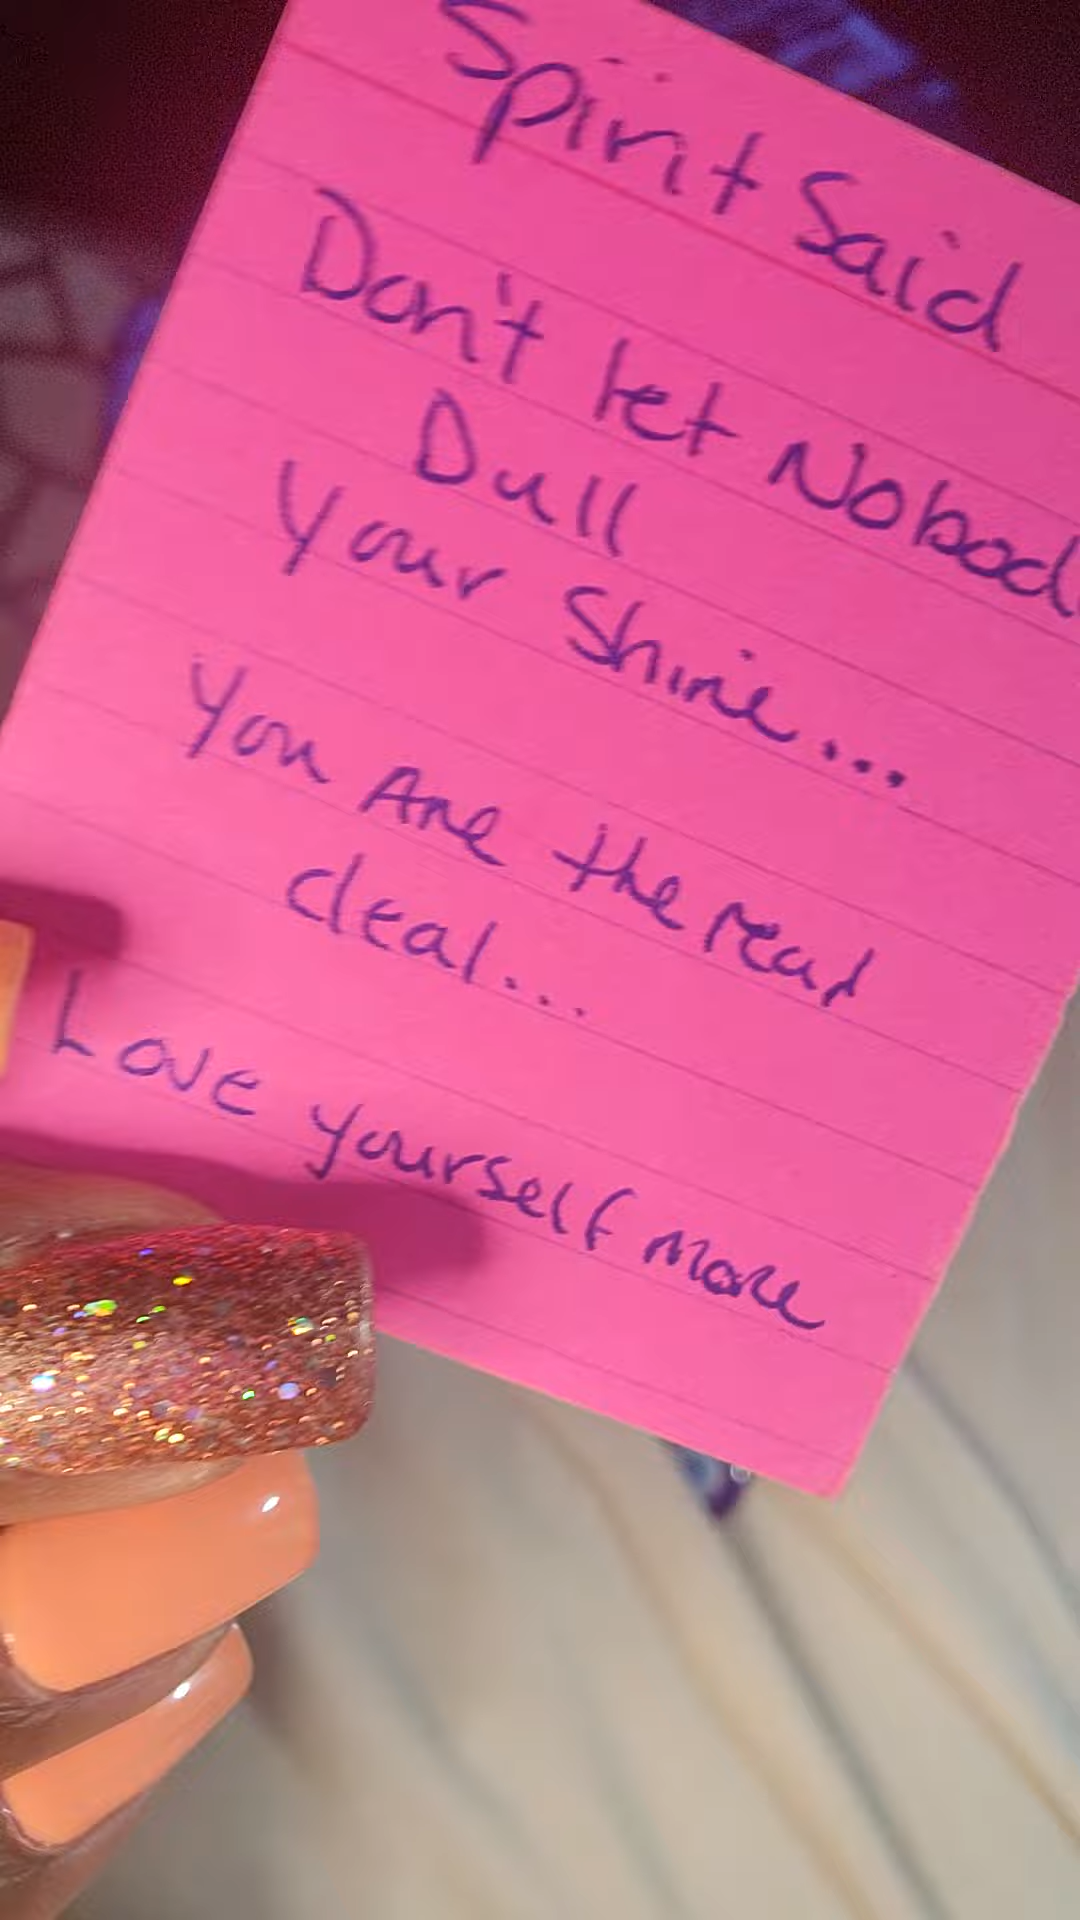 Spirit Said
Don't let Nobod
Dull
Your Shine...
You Are the real
deal...
Love yourself more